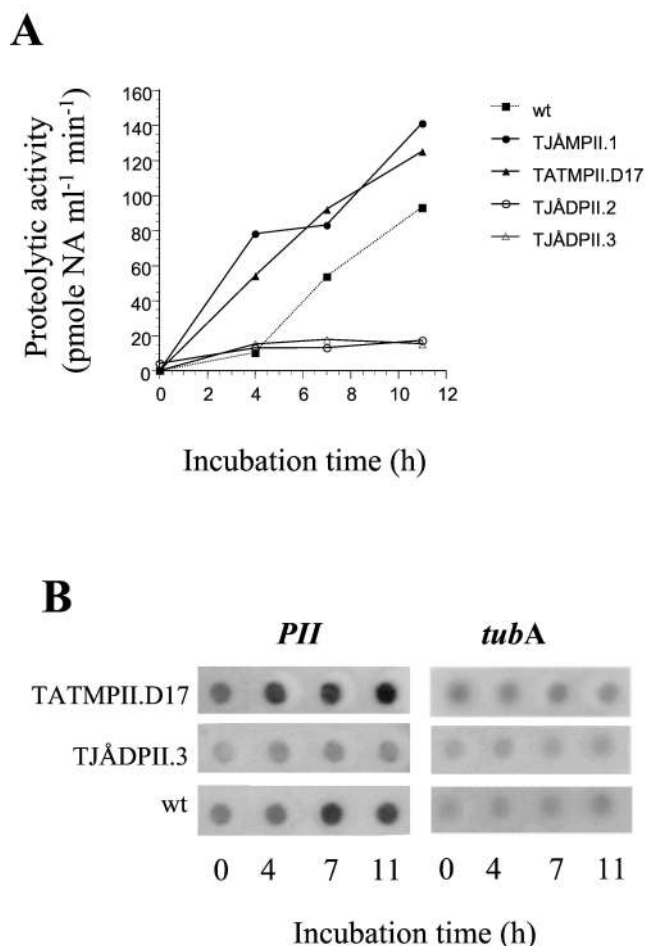 A
Proteolytic activity
(pmole NA ml⁻¹ min⁻¹)
160
140
120
100
80
60
40
20
0
0 2 4 6 8 10 12
Incubation time (h)
wt
TJÅMPII.1
TATMPII.D17
TJÅDPII.2
TJÅDPII.3
B
PII tubA
TATMPII.D17
TJÅDPII.3
wt
0 4 7 11 0 4 7 11
Incubation time (h)